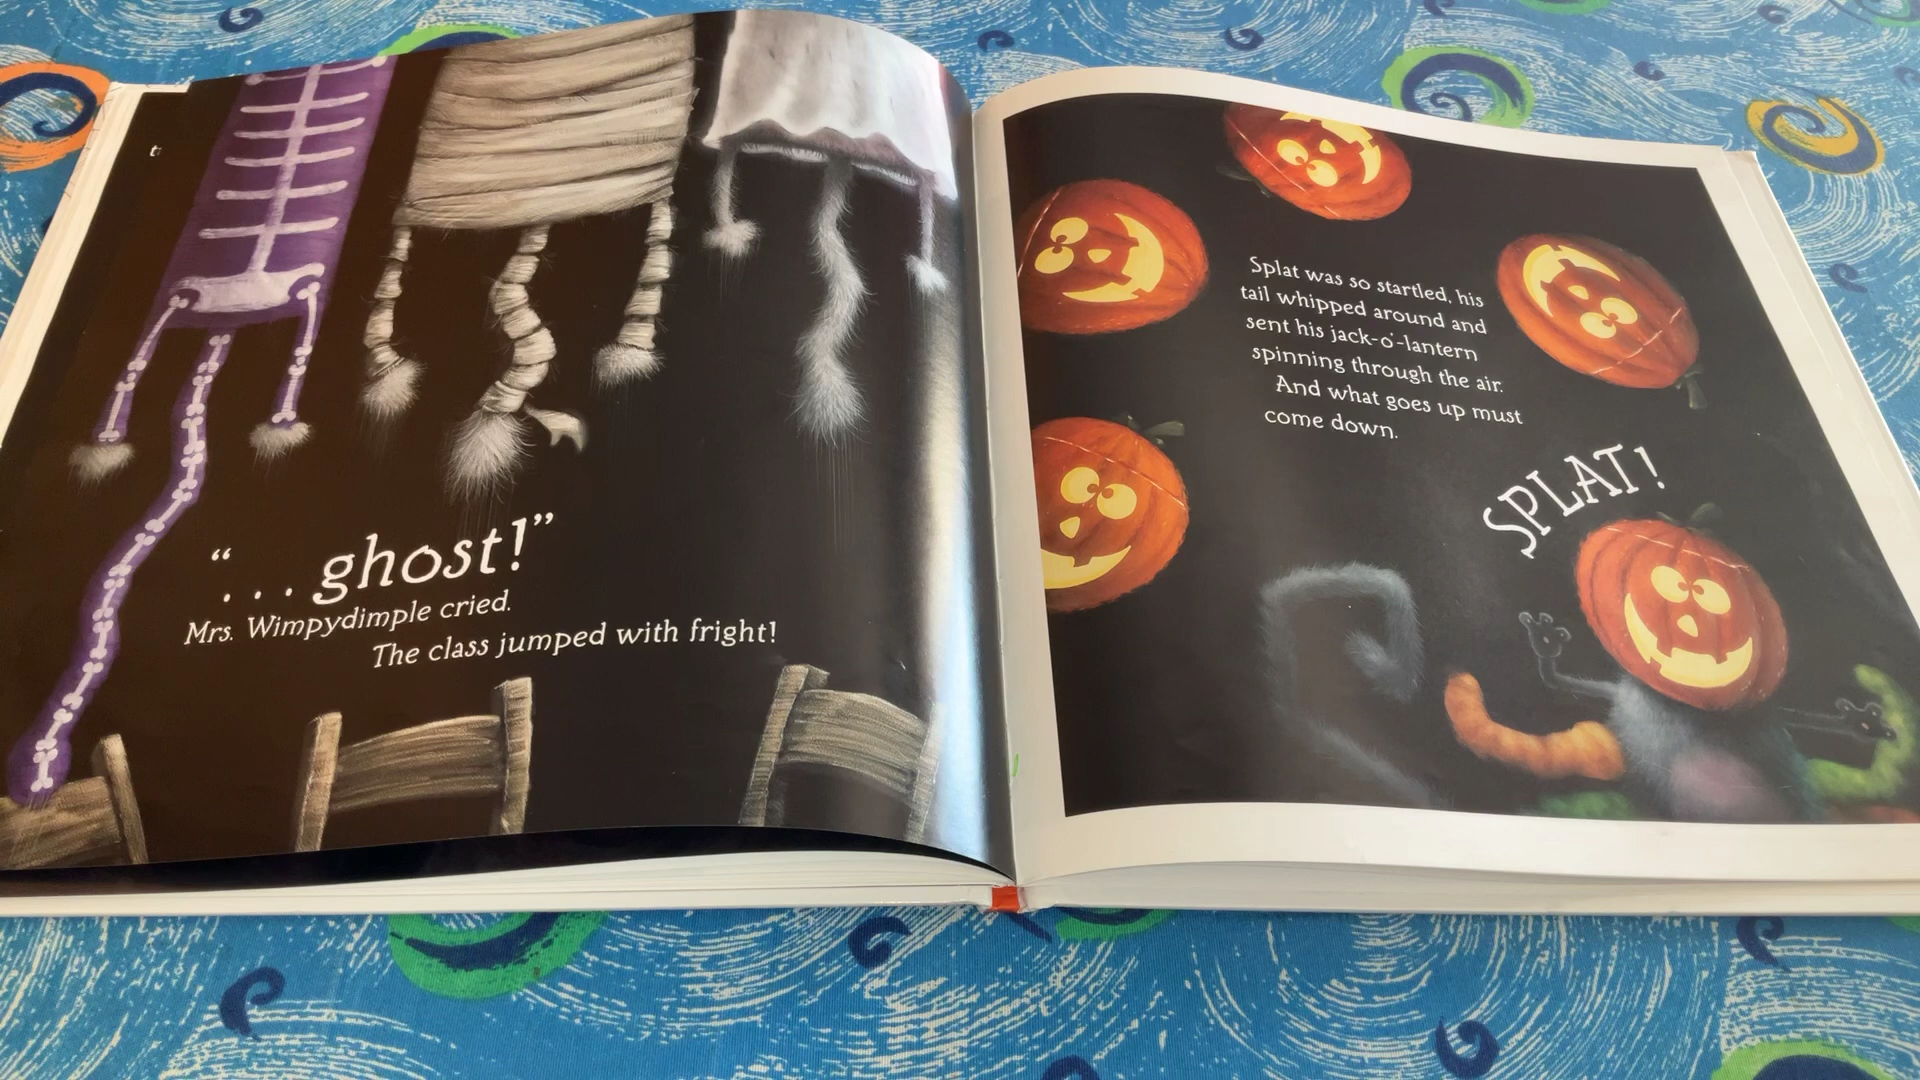 “... ghost!”
Mrs. Wimpydimple cried.
The class jumped with fright!
Splat was so startled, his
tail whipped around and
sent his jack-o’-lantern
spinning through the air.
And what goes up must
come down.
SPLAT!